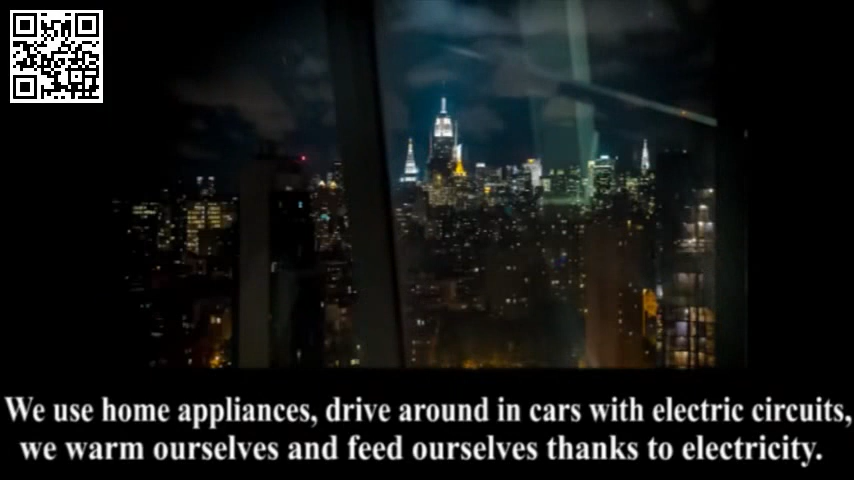 We use home appliances, drive around in cars with electric circuits,
we warm ourselves and feed ourselves thanks to electricity.